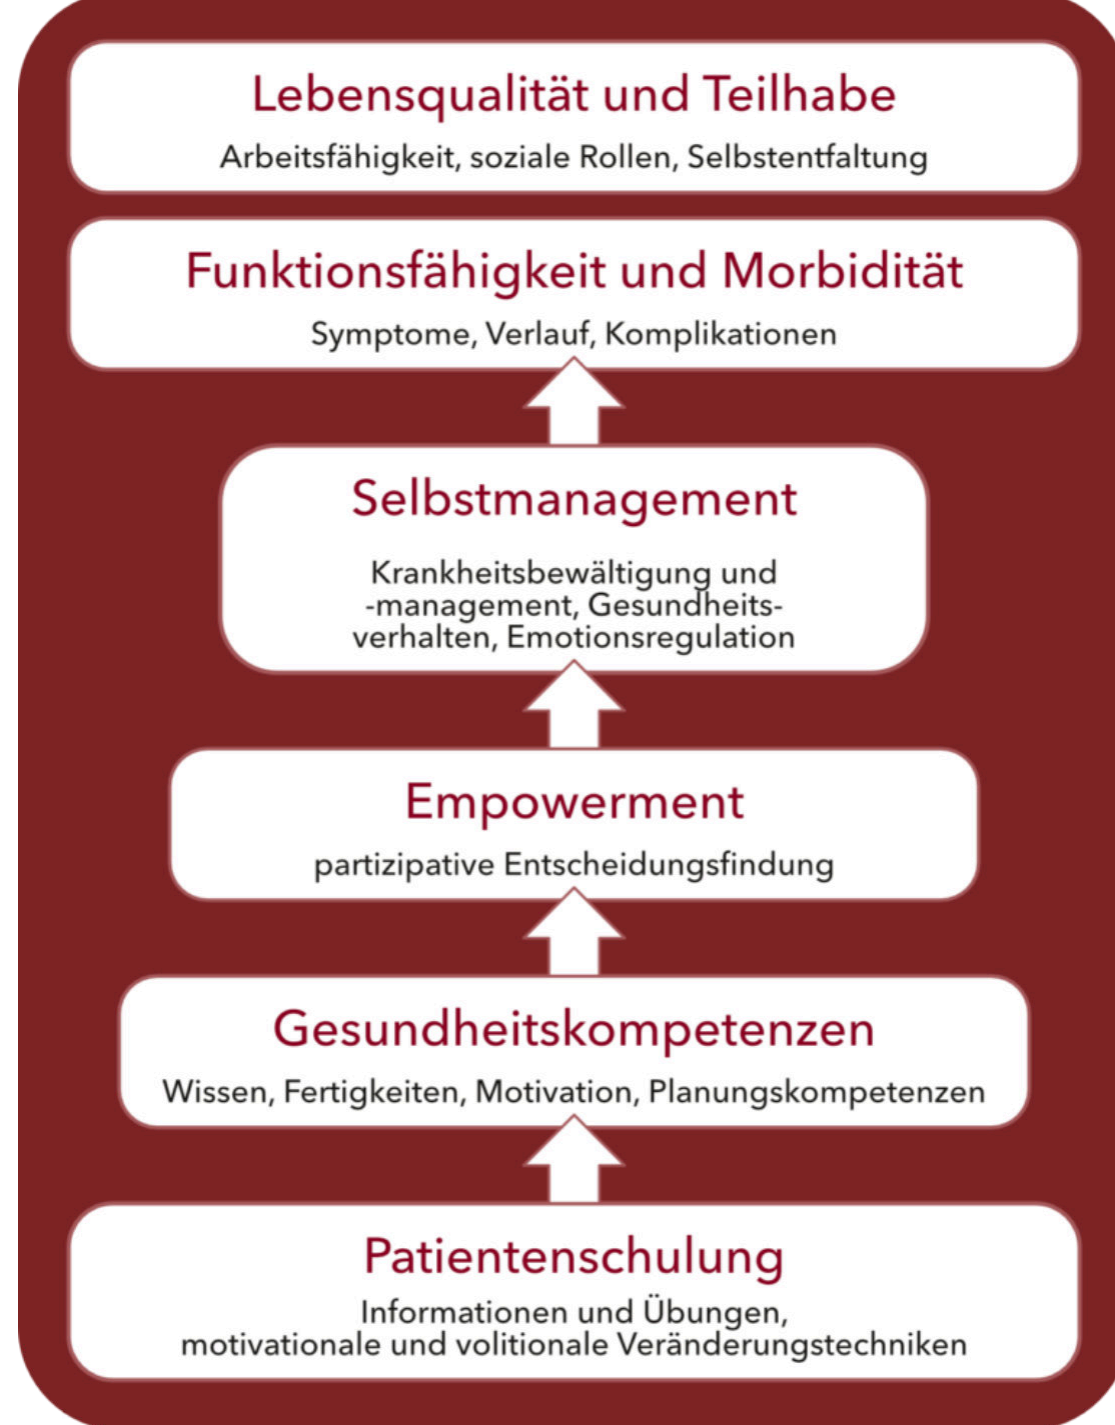 Lebensqualität und Teilhabe
Arbeitsfähigkeit, soziale Rollen, Selbstentfaltung
Funktionsfähigkeit und Morbidität
Symptome, Verlauf, Komplikationen
Selbstmanagement
Krankheitsbewältigung und
-management, Gesundheits-
verhalten, Emotionsregulation
Empowerment
partizipative Entscheidungsfindung
Gesundheitskompetenzen
Wissen, Fertigkeiten, Motivation, Planungskompetenzen
Patientenschulung
Informationen und Übungen,
motivationale und volitionale Veränderungstechniken